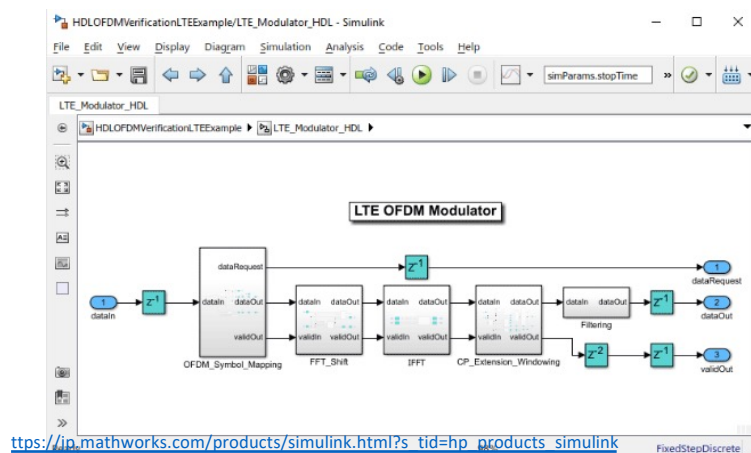 HDLOFDMVerificationLTEExample/LTE_Modulator_HDL - Simulink
File Edit View Display Diagram Simulation Analysis Code Tools Help
simParams.stopTime »
LTE_Modulator_HDL
HDLOFDMVerificationLTEExample LTE_Modulator_HDL
LTE OFDM Modulator
dataRequest Z-1 1
dataRequest
1 Z-1 dataIn dataOut dataIn dataOut dataIn dataOut dataIn dataOut dataIn dataOut Z-1 2
dataIn Filtering dataOut
validOut validIn validOut validIn validOut validIn validOut Z-2 Z-1 3
OFDM_Symbol_Mapping FFT_Shift IFFT CP_Extension_Windowing validOut
»
ttps://jp.mathworks.com/products/simulink.html?s_tid=hp_products_simulink
FixedStepDiscrete